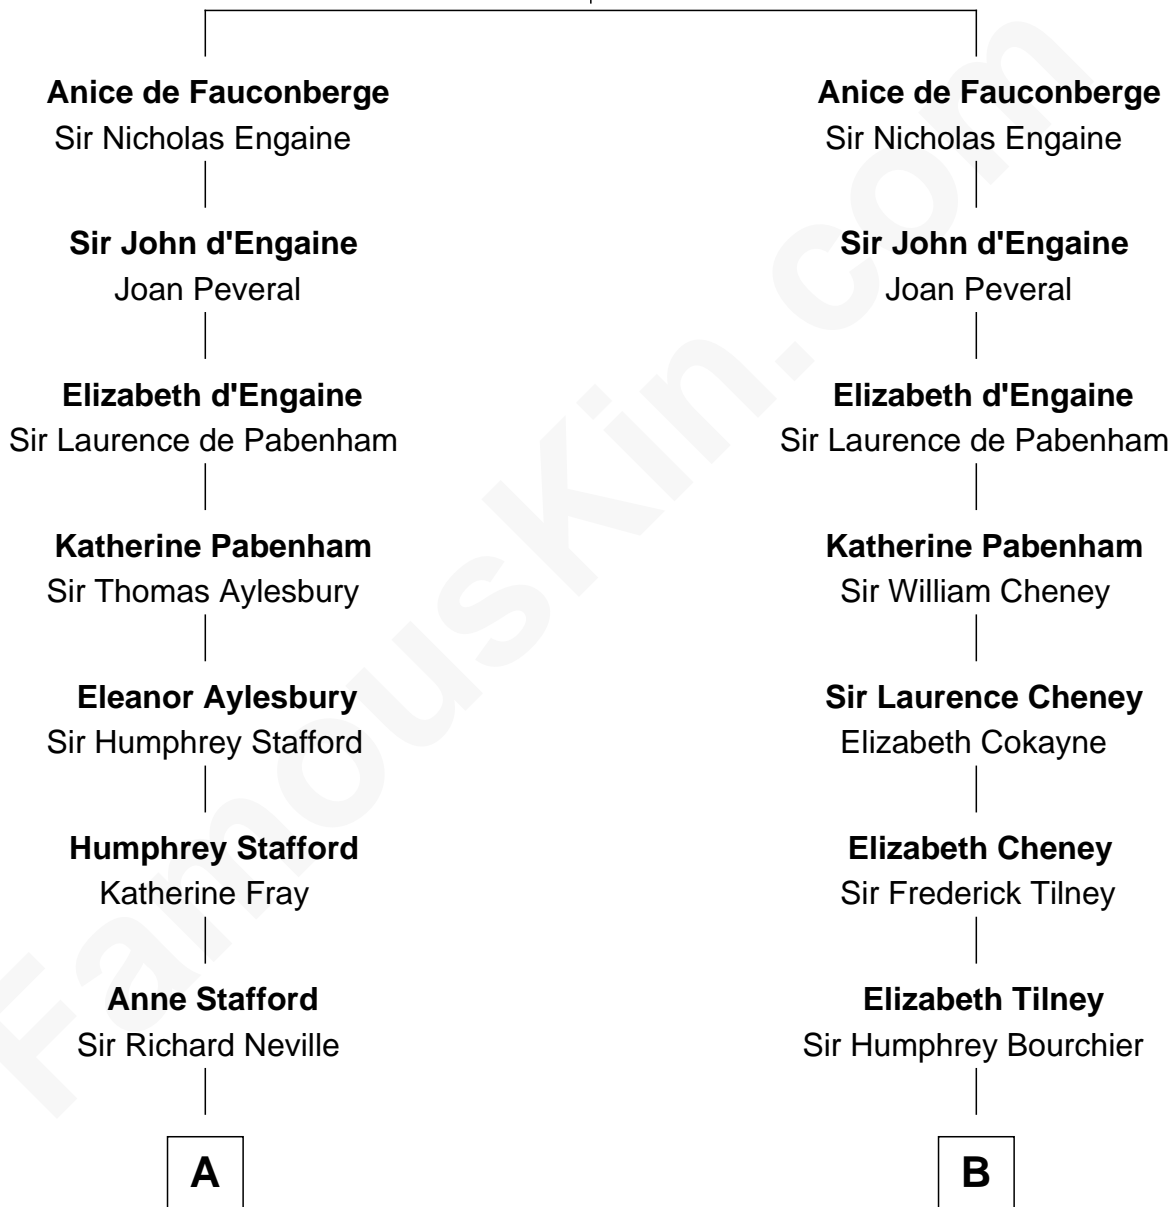 Anice de Fauconberge
Sir Nicholas Engaine
Sir John d'Engaine
Joan Peveral
Elizabeth d'Engaine
Sir Laurence de Pabenham
Katherine Pabenham
Sir Thomas Aylesbury
Eleanor Aylesbury
Sir Humphrey Stafford
Humphrey Stafford
Katherine Fray
Anne Stafford
Sir Richard Neville
A
Anice de Fauconberge
Sir Nicholas Engaine
Sir John d'Engaine
Joan Peveral
Elizabeth d'Engaine
Sir Laurence de Pabenham
Katherine Pabenham
Sir William Cheney
Sir Laurence Cheney
Elizabeth Cokayne
Elizabeth Cheney
Sir Frederick Tilney
Elizabeth Tilney
Sir Humphrey Bourchier
B
FamousKin.com